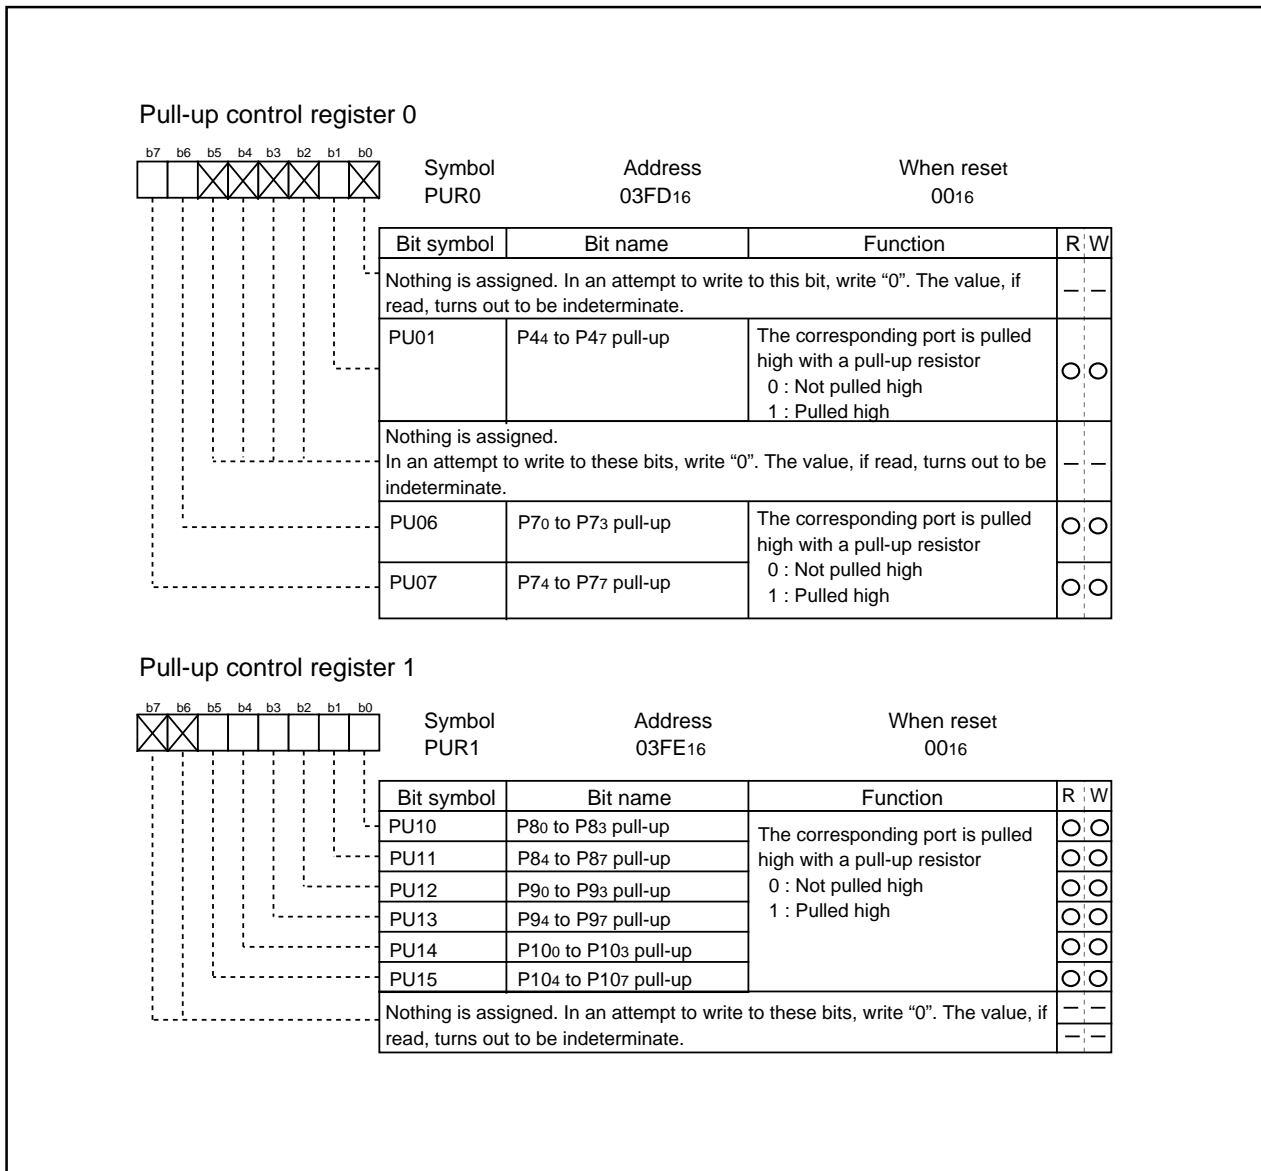 Pull-up control register 0
b7 b6 b5 b4 b3 b2 b1 b0
Symbol Address When reset
PUR0 03FD16 0016
Bit symbol Bit name Function R W
Nothing is assigned. In an attempt to write to this bit, write “0”. The value, if
read, turns out to be indeterminate.
– –
PU01 P44 to P47 pull-up The corresponding port is pulled
high with a pull-up resistor
0 : Not pulled high
1 : Pulled high
Nothing is assigned.
In an attempt to write to these bits, write “0”. The value, if read, turns out to be
indeterminate.
– –
PU06 P70 to P73 pull-up The corresponding port is pulled
high with a pull-up resistor
0 : Not pulled high
PU07 P74 to P77 pull-up 1 : Pulled high
Pull-up control register 1
b7 b6 b5 b4 b3 b2 b1 b0
Symbol Address When reset
PUR1 03FE16 0016
Bit symbol Bit name Function R W
PU10 P80 to P83 pull-up The corresponding port is pulled
PU11 P84 to P87 pull-up high with a pull-up resistor
PU12 P90 to P93 pull-up 0 : Not pulled high
PU13 P94 to P97 pull-up 1 : Pulled high
PU14 P100 to P103 pull-up
PU15 P104 to P107 pull-up
Nothing is assigned. In an attempt to write to these bits, write “0”. The value, if – –
read, turns out to be indeterminate. – –